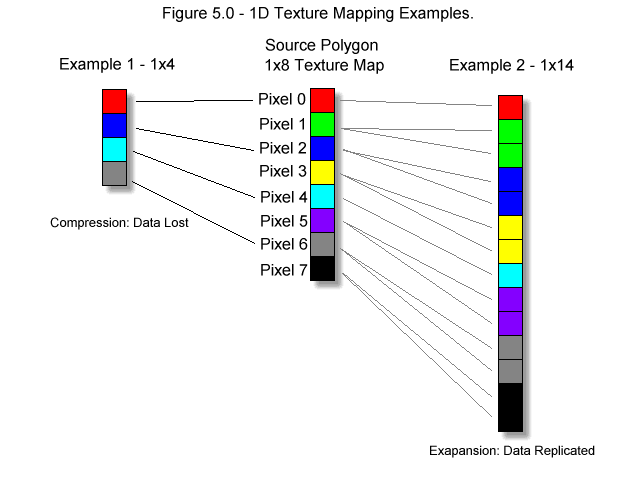 Figure 5.0 - 1D Texture Mapping Examples.
Source Polygon
Example 1 - 1x4
1x8 Texture Map
Example 2 - 1x14
Pixel 0
Pixel 1
Pixel 2
Pixel 3
Pixel 4
Pixel 5
Pixel 6
Pixel 7
Compression: Data Lost
Exapansion: Data Replicated